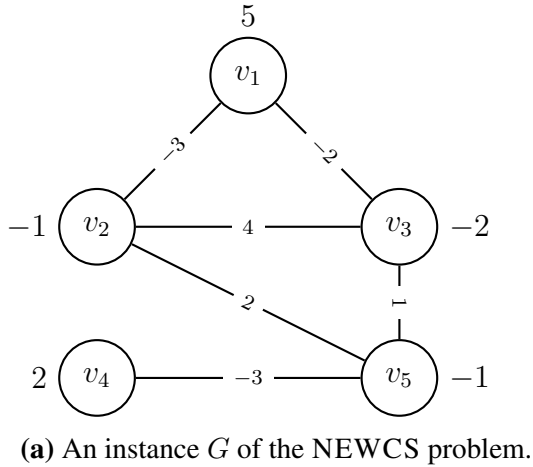 5
v1
−3
−2
−1
v2
4
v3
−2
2
1
2
v4
−3
v5
−1
(a) An instance G of the NEWCS problem.